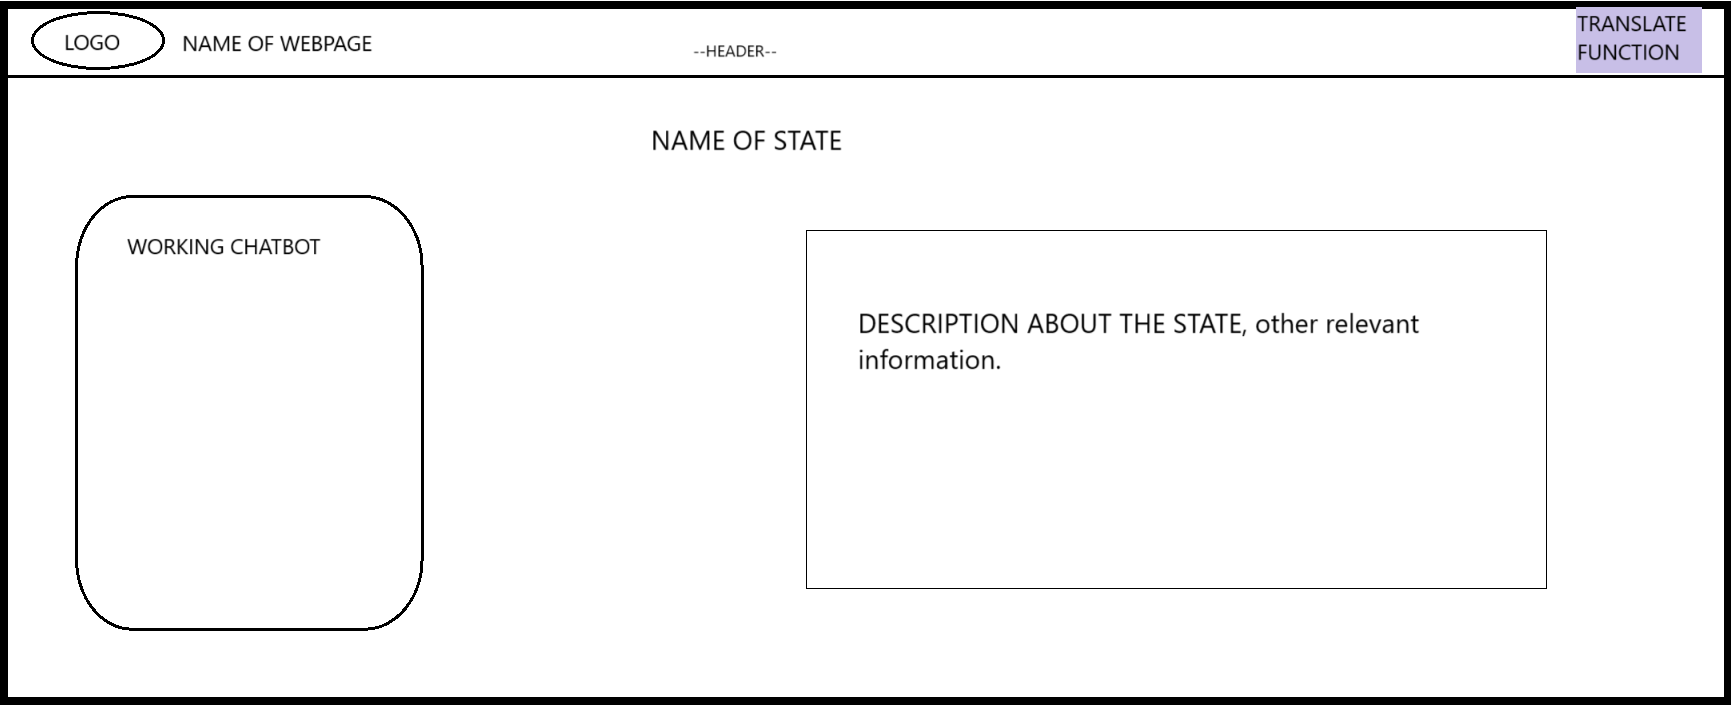 LOGO
NAME OF WEBPAGE
--HEADER--
TRANSLATE
FUNCTION
NAME OF STATE
WORKING CHATBOT
DESCRIPTION ABOUT THE STATE, other relevant
information.